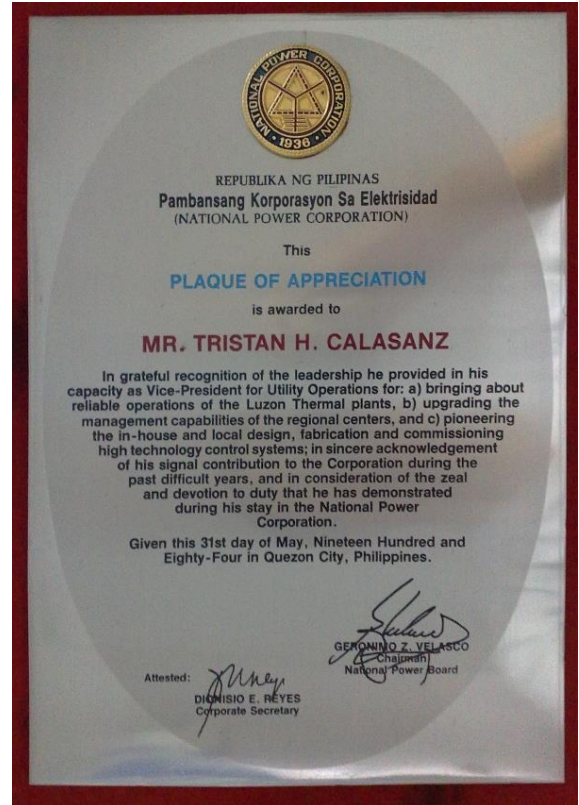 NATIONAL POWER CORPORATION
1936
REPUBLIKA NG PILIPINAS
Pambansang Korporasyon Sa Elektrisidad
(NATIONAL POWER CORPORATION)
This
PLAQUE OF APPRECIATION
is awarded to
MR. TRISTAN H. CALASANZ
In grateful recognition of the leadership he provided in his
capacity as Vice-President for Utility Operations for: a) bringing about
reliable operations of the Luzon Thermal plants, b) upgrading the
management capabilities of the regional centers, and c) pioneering
the in-house and local design, fabrication and commissioning
high technology control systems; in sincere acknowledgement
of his signal contribution to the Corporation during the
past difficult years, and in consideration of the zeal
and devotion to duty that he has demonstrated
during his stay in the National Power
Corporation.
Given this 31st day of May, Nineteen Hundred and
Eighty-Four in Quezon City, Philippines.
GERONIMO Z. VELASCO
Chairman
National Power Board
Attested:
DIONISIO E. REYES
Corporate Secretary